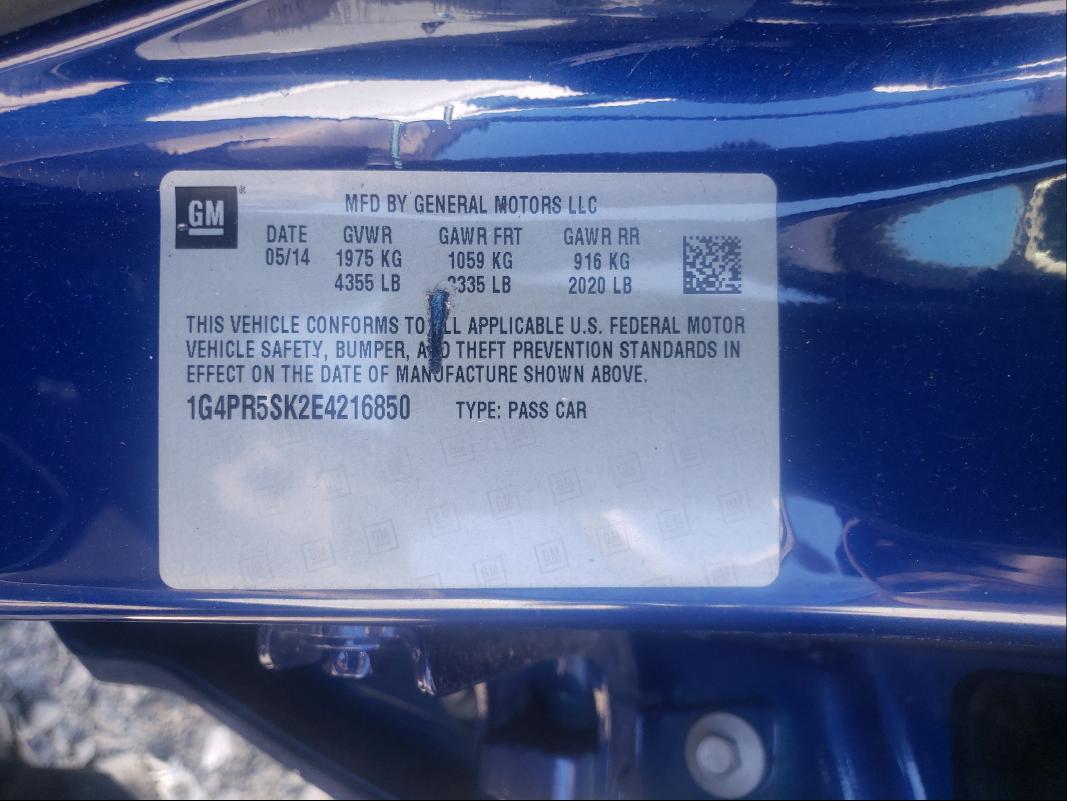 GM ®
MFD BY GENERAL MOTORS LLC
DATE GVWR GAWR FRT GAWR RR
05/14 1975 KG 1059 KG 916 KG
4355 LB 2335 LB 2020 LB
THIS VEHICLE CONFORMS TO ALL APPLICABLE U.S. FEDERAL MOTOR
VEHICLE SAFETY, BUMPER, AND THEFT PREVENTION STANDARDS IN
EFFECT ON THE DATE OF MANUFACTURE SHOWN ABOVE.
1G4PR5SK2E4216850 TYPE: PASS CAR